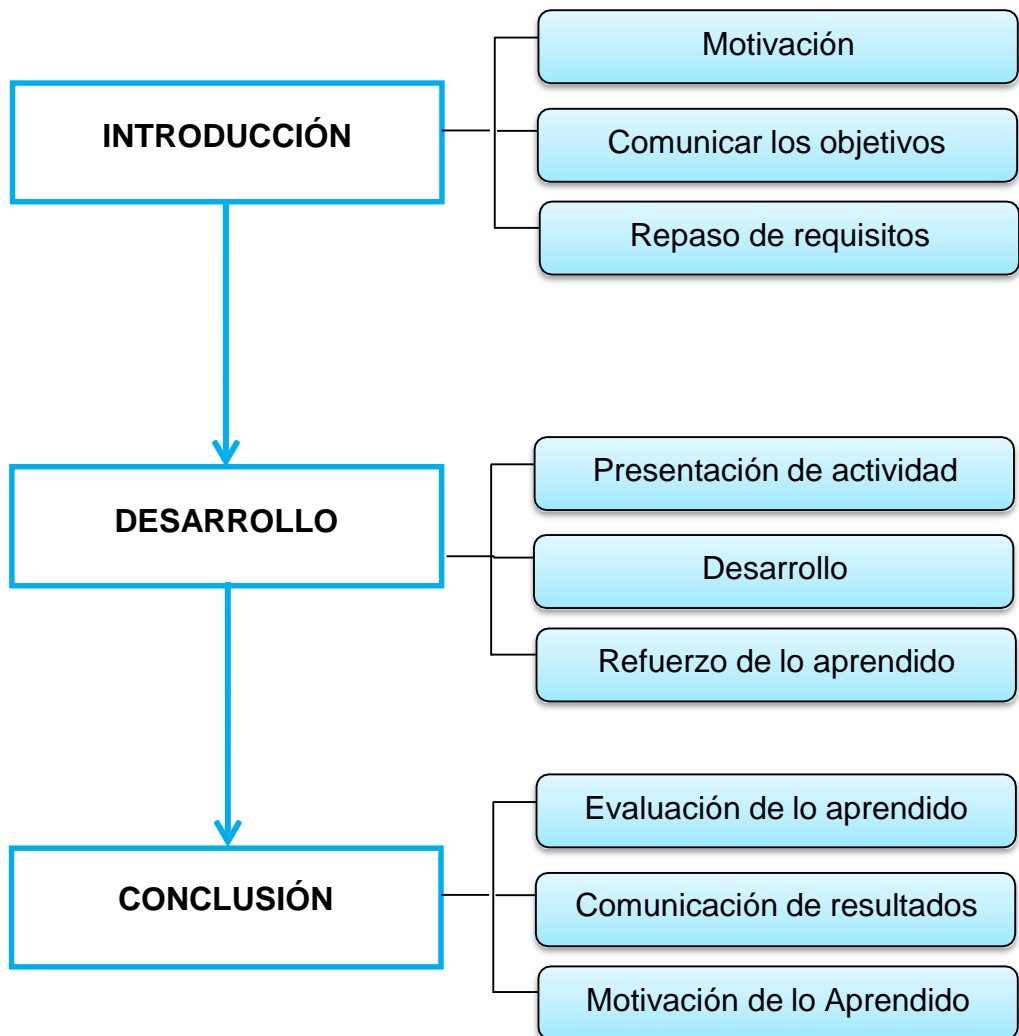 INTRODUCCIÓN
Motivación
Comunicar los objetivos
Repaso de requisitos
DESARROLLO
Presentación de actividad
Desarrollo
Refuerzo de lo aprendido
CONCLUSIÓN
Evaluación de lo aprendido
Comunicación de resultados
Motivación de lo Aprendido